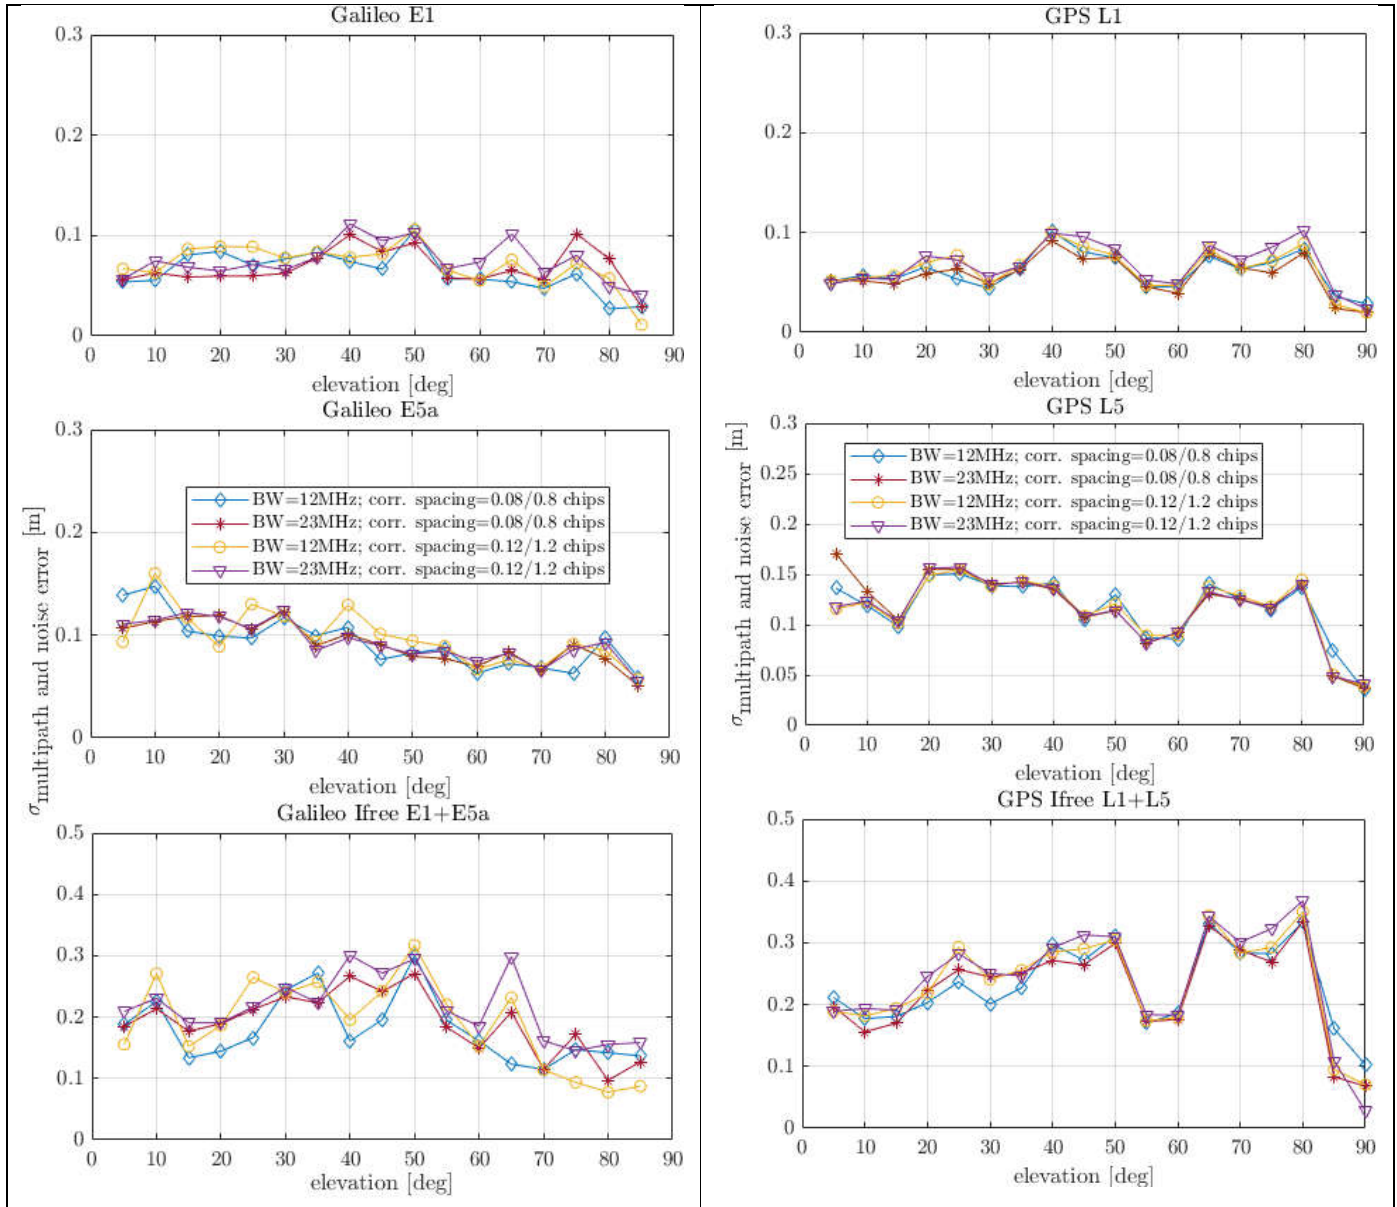 Galileo E1
0.3
0.2
0.1
0
0 10 20 30 40 50 60 70 80 90
elevation [deg]
Galileo E5a
0.3
0.2
0.1
0
BW=12MHz; corr. spacing=0.08/0.8 chips
BW=23MHz; corr. spacing=0.08/0.8 chips
BW=12MHz; corr. spacing=0.12/1.2 chips
BW=23MHz; corr. spacing=0.12/1.2 chips
0 10 20 30 40 50 60 70 80 90
elevation [deg]
σmultipath and noise error [m]
Galileo Ifree E1+E5a
0.5
0.4
0.3
0.2
0.1
0
0 10 20 30 40 50 60 70 80 90
elevation [deg]
GPS L1
0.3
0.2
0.1
0
0 10 20 30 40 50 60 70 80 90
elevation [deg]
GPS L5
0.3
0.25
0.2
0.15
0.1
0.05
0
BW=12MHz; corr. spacing=0.08/0.8 chips
BW=23MHz; corr. spacing=0.08/0.8 chips
BW=12MHz; corr. spacing=0.12/1.2 chips
BW=23MHz; corr. spacing=0.12/1.2 chips
0 10 20 30 40 50 60 70 80 90
elevation [deg]
σmultipath and noise error [m]
GPS Ifree L1+L5
0.5
0.4
0.3
0.2
0.1
0
0 10 20 30 40 50 60 70 80 90
elevation [deg]